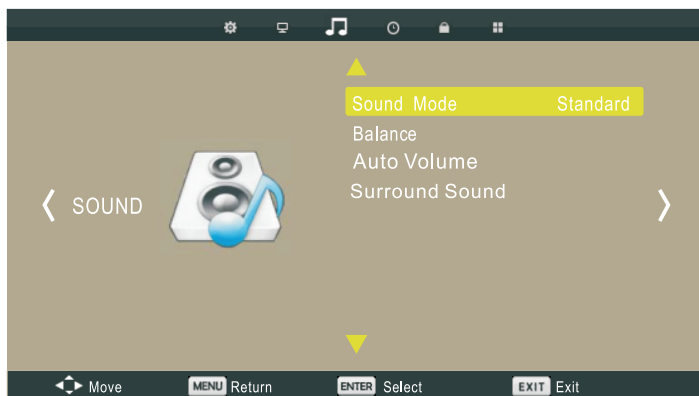 Sound Mode Standard
Balance
Auto Volume
SOUND
Surround Sound
Move MENU Return ENTER Select EXIT Exit